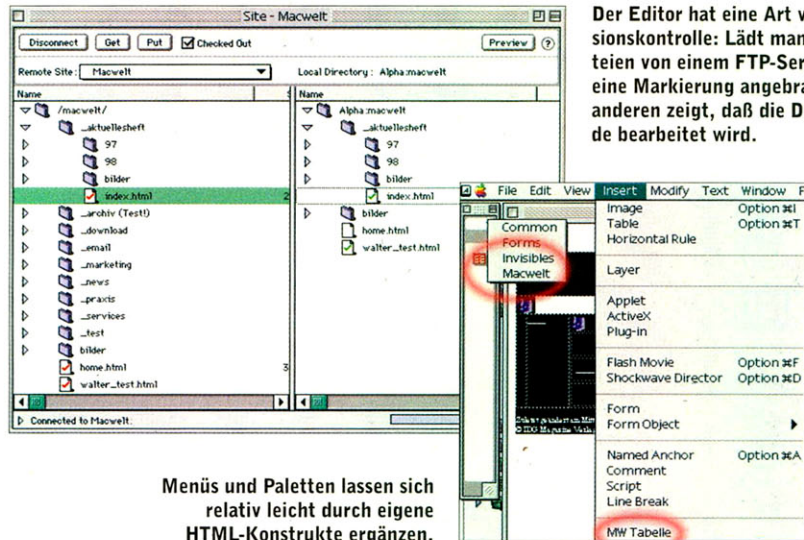 Site - Macwelt
Disconnect Get Put Checked Out Preview ?
Remote Site: Macwelt Local Directory: Alpha:macwelt
Name
/macwelt/
_aktuellesheft
97
98
bilder
index.html 2
_archiv (Test!)
_download
_email
_marketing
_news
_praxis
_services
_test
bilder
home.html 3
walter_test.html
Connected to Macwelt.
Name
Alpha:macwelt
_aktuellesheft
97
98
bilder
index.html
bilder
home.html
walter_test.html
Der Editor hat eine Art v
sionskontrolle: Lädt man
teien von einem FTP-Ser
eine Markierung angebra
anderen zeigt, daß die D
de bearbeitet wird.
File Edit View Insert Modify Text Window F
Common
Forms
Invisibles
Macwelt
Image Option ⌘I
Table Option ⌘T
Horizontal Rule
Layer
Applet
ActiveX
Plug-in
Flash Movie Option ⌘F
Shockwave Director Option ⌘D
Form
Form Object
Named Anchor Option ⌘A
Comment
Script
Line Break
MW Tabelle
Menüs und Paletten lassen sich
relativ leicht durch eigene
HTML-Konstrukte ergänzen.